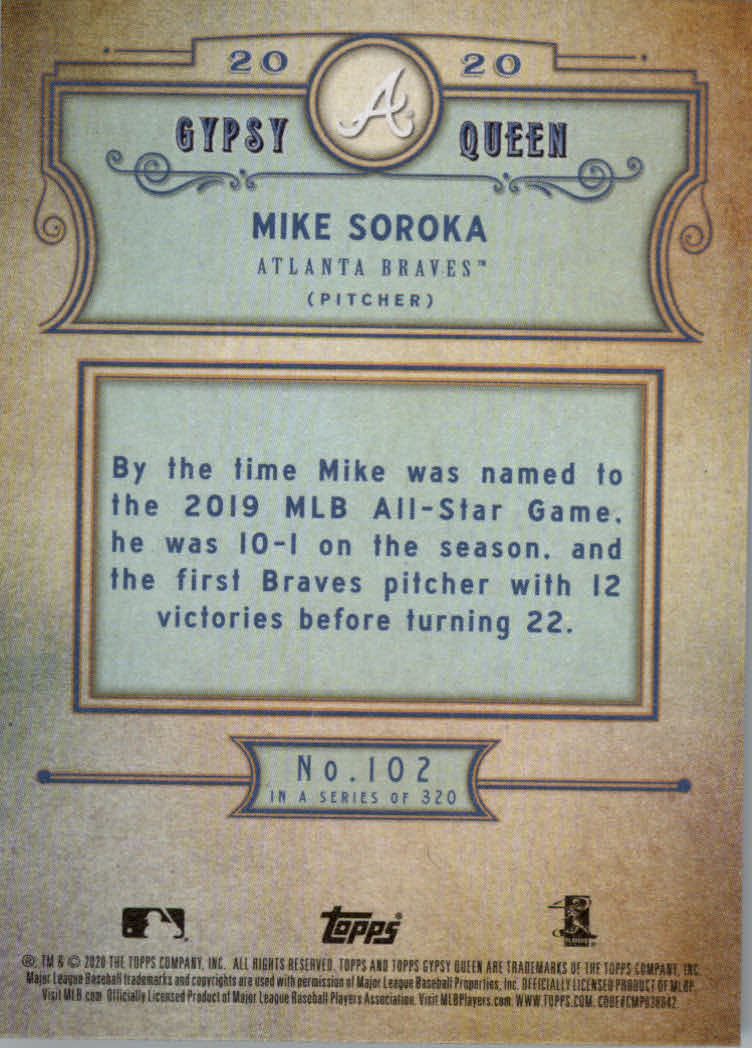 2020
GYPSY QUEEN
MIKE SOROKA
ATLANTA BRAVES™
(PITCHER)
By the time Mike was named to
the 2019 MLB All-Star Game,
he was 10-1 on the season, and
the first Braves pitcher with 12
victories before turning 22.
No. 102
IN A SERIES OF 320
topps®
®, TM & © 2020 THE TOPPS COMPANY, INC. ALL RIGHTS RESERVED. TOPPS AND TOPPS GYPSY QUEEN ARE TRADEMARKS OF THE TOPPS COMPANY, INC.
Major League Baseball trademarks and copyrights are used with permission of Major League Baseball Properties, Inc. OFFICIALLY LICENSED PRODUCT OF MLBP.
Visit MLB.com Officially Licensed Product of Major League Baseball Players Association. Visit MLBPlayers.com WWW.TOPPS.COM.